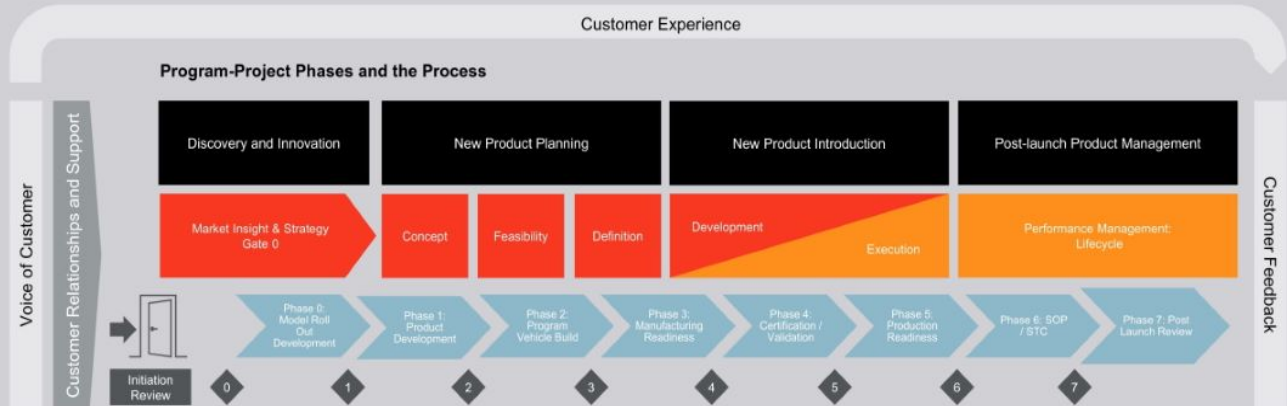 Customer Experience
Program-Project Phases and the Process
Voice of Customer
Customer Relationships and Support
Discovery and Innovation
New Product Planning
New Product Introduction
Post-launch Product Management
Customer Feedback
Market Insight & Strategy
Gate 0
Concept
Feasibility
Definition
Development
Execution
Performance Management:
Lifecycle
Phase 0:
Model Roll
Out
Development
Phase 1:
Product
Development
Phase 2:
Program
Vehicle Build
Phase 3:
Manufacturing
Readiness
Phase 4:
Certification /
Validation
Phase 5:
Production
Readiness
Phase 6: SOP
/ STC
Phase 7: Post
Launch Review
Initiation
Review
0
1
2
3
4
5
6
7